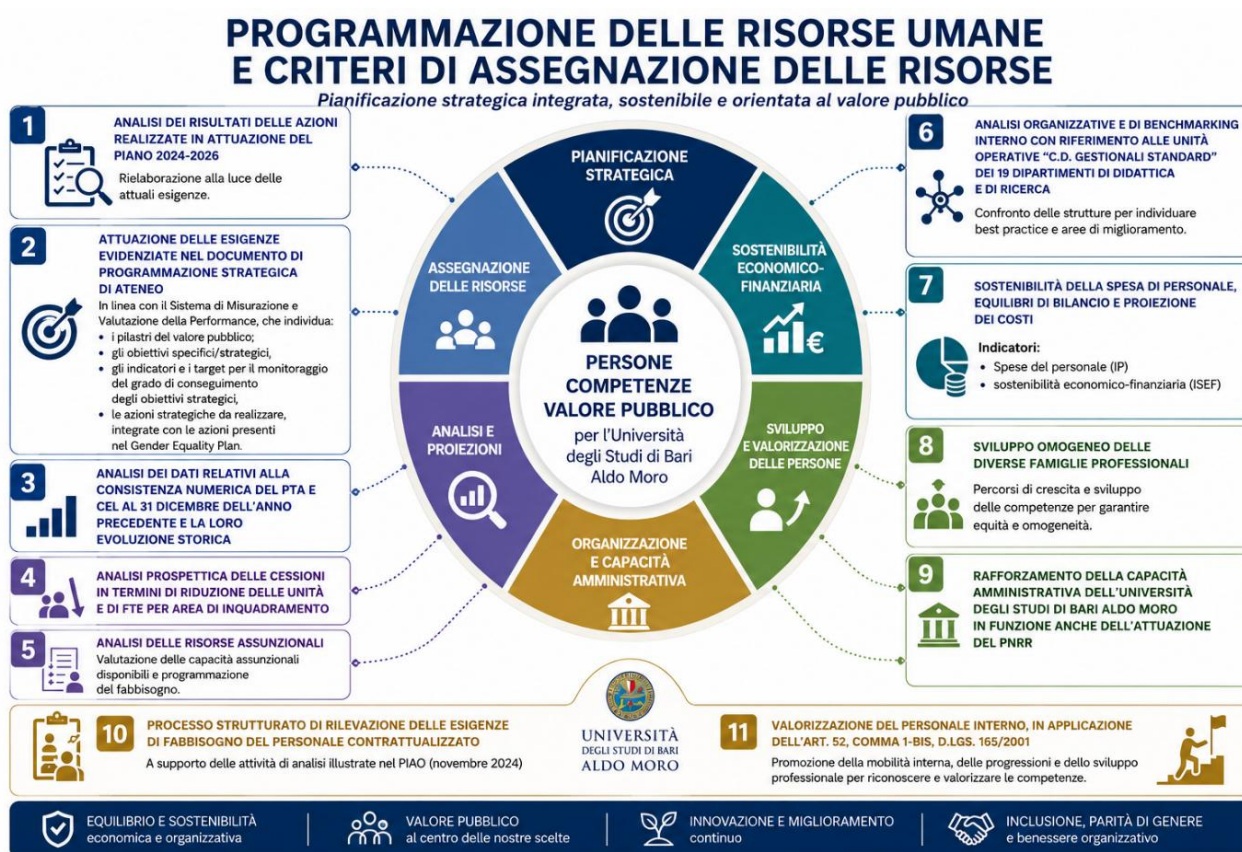 PROGRAMMAZIONE DELLE RISORSE UMANE
E CRITERI DI ASSEGNAZIONE DELLE RISORSE
Pianificazione strategica integrata, sostenibile e orientata al valore pubblico
1
ANALISI DEI RISULTATI DELLE AZIONI
REALIZZATE IN ATTUAZIONE DEL
PIANO 2024-2026
Rielaborazione alla luce delle
attuali esigenze.
2
ATTUAZIONE DELLE ESIGENZE
EVIDENZIATE NEL DOCUMENTO DI
PROGRAMMAZIONE STRATEGICA
DI ATENEO
In linea con il Sistema di Misurazione e
Valutazione della Performance, che individua:
• i pilastri del valore pubblico;
• gli obiettivi specifici/strategici,
• gli indicatori e i target per il monitoraggio
del grado di conseguimento
degli obiettivi strategici,
• le azioni strategiche da realizzare,
integrate con le azioni presenti
nel Gender Equality Plan.
3
ANALISI DEI DATI RELATIVI ALLA
CONSISTENZA NUMERICA DEL PTA E
CEL AL 31 DICEMBRE DELL'ANNO
PRECEDENTE E LA LORO
EVOLUZIONE STORICA
4
ANALISI PROSPETTICA DELLE CESSIONI
IN TERMINI DI RIDUZIONE DELLE UNITÀ
E DI FTE PER AREA DI INQUADRAMENTO
5
ANALISI DELLE RISORSE ASSUNZIONALI
Valutazione delle capacità assunzionali
disponibili e programmazione
del fabbisogno.
PIANIFICAZIONE
STRATEGICA
SOSTENIBILITÀ
ECONOMICO-
FINANZIARIA
€
SVILUPPO
E VALORIZZAZIONE
DELLE PERSONE
ORGANIZZAZIONE
E CAPACITÀ
AMMINISTRATIVA
ANALISI E
PROIEZIONI
ASSEGNAZIONE
DELLE RISORSE
PERSONE
COMPETENZE
VALORE PUBBLICO
per l'Università
degli Studi di Bari
Aldo Moro
6
ANALISI ORGANIZZATIVE E DI BENCHMARKING
INTERNO CON RIFERIMENTO ALLE UNITÀ
OPERATIVE “C.D. GESTIONALI STANDARD”
DEI 19 DIPARTIMENTI DI DIDATTICA
E DI RICERCA
Confronto delle strutture per individuare
best practice e aree di miglioramento.
7
SOSTENIBILITÀ DELLA SPESA DI PERSONALE,
EQUILIBRI DI BILANCIO E PROIEZIONE
DEI COSTI
Indicatori:
• Spese del personale (IP)
• sostenibilità economico-finanziaria (ISEF)
8
SVILUPPO OMOGENEO DELLE
DIVERSE FAMIGLIE PROFESSIONALI
Percorsi di crescita e sviluppo
delle competenze per garantire
equità e omogeneità.
9
RAFFORZAMENTO DELLA CAPACITÀ
AMMINISTRATIVA DELL'UNIVERSITÀ
DEGLI STUDI DI BARI ALDO MORO
IN FUNZIONE ANCHE DELL'ATTUAZIONE
DEL PNRR
10
PROCESSO STRUTTURATO DI RILEVAZIONE DELLE ESIGENZE
DI FABBISOGNO DEL PERSONALE CONTRATTUALIZZATO
A supporto delle attività di analisi illustrate nel PIAO (novembre 2024)
UNIVERSITÀ
DEGLI STUDI DI BARI
ALDO MORO
11
VALORIZZAZIONE DEL PERSONALE INTERNO, IN APPLICAZIONE
DELL'ART. 52, COMMA 1-BIS, D.LGS. 165/2001
Promozione della mobilità interna, delle progressioni e dello sviluppo
professionale per riconoscere e valorizzare le competenze.
EQUILIBRIO E SOSTENIBILITÀ
economica e organizzativa
VALORE PUBBLICO
al centro delle nostre scelte
INNOVAZIONE E MIGLIORAMENTO
continuo
INCLUSIONE, PARITÀ DI GENERE
e benessere organizzativo